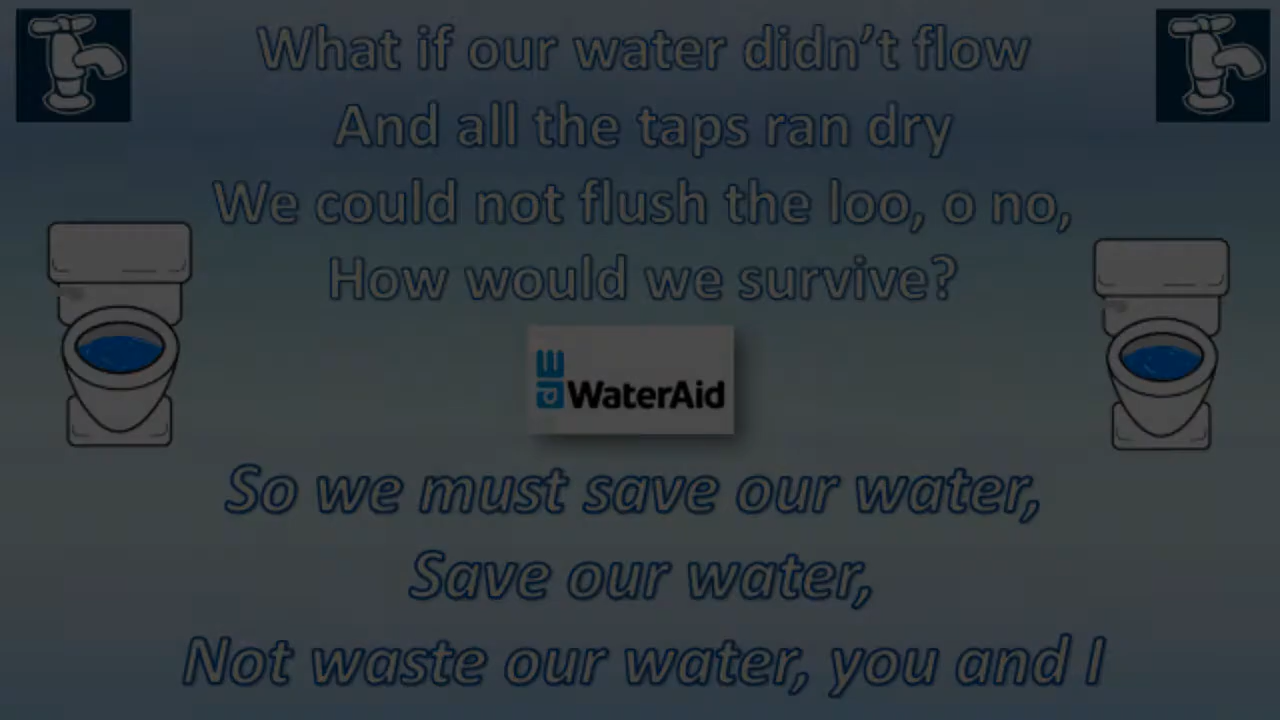 What if our water didn’t flow
And all the taps ran dry
We could not flush the loo, o no,
How would we survive?
WaterAid
So we must save our water,
Save our water,
Not waste our water, you and I